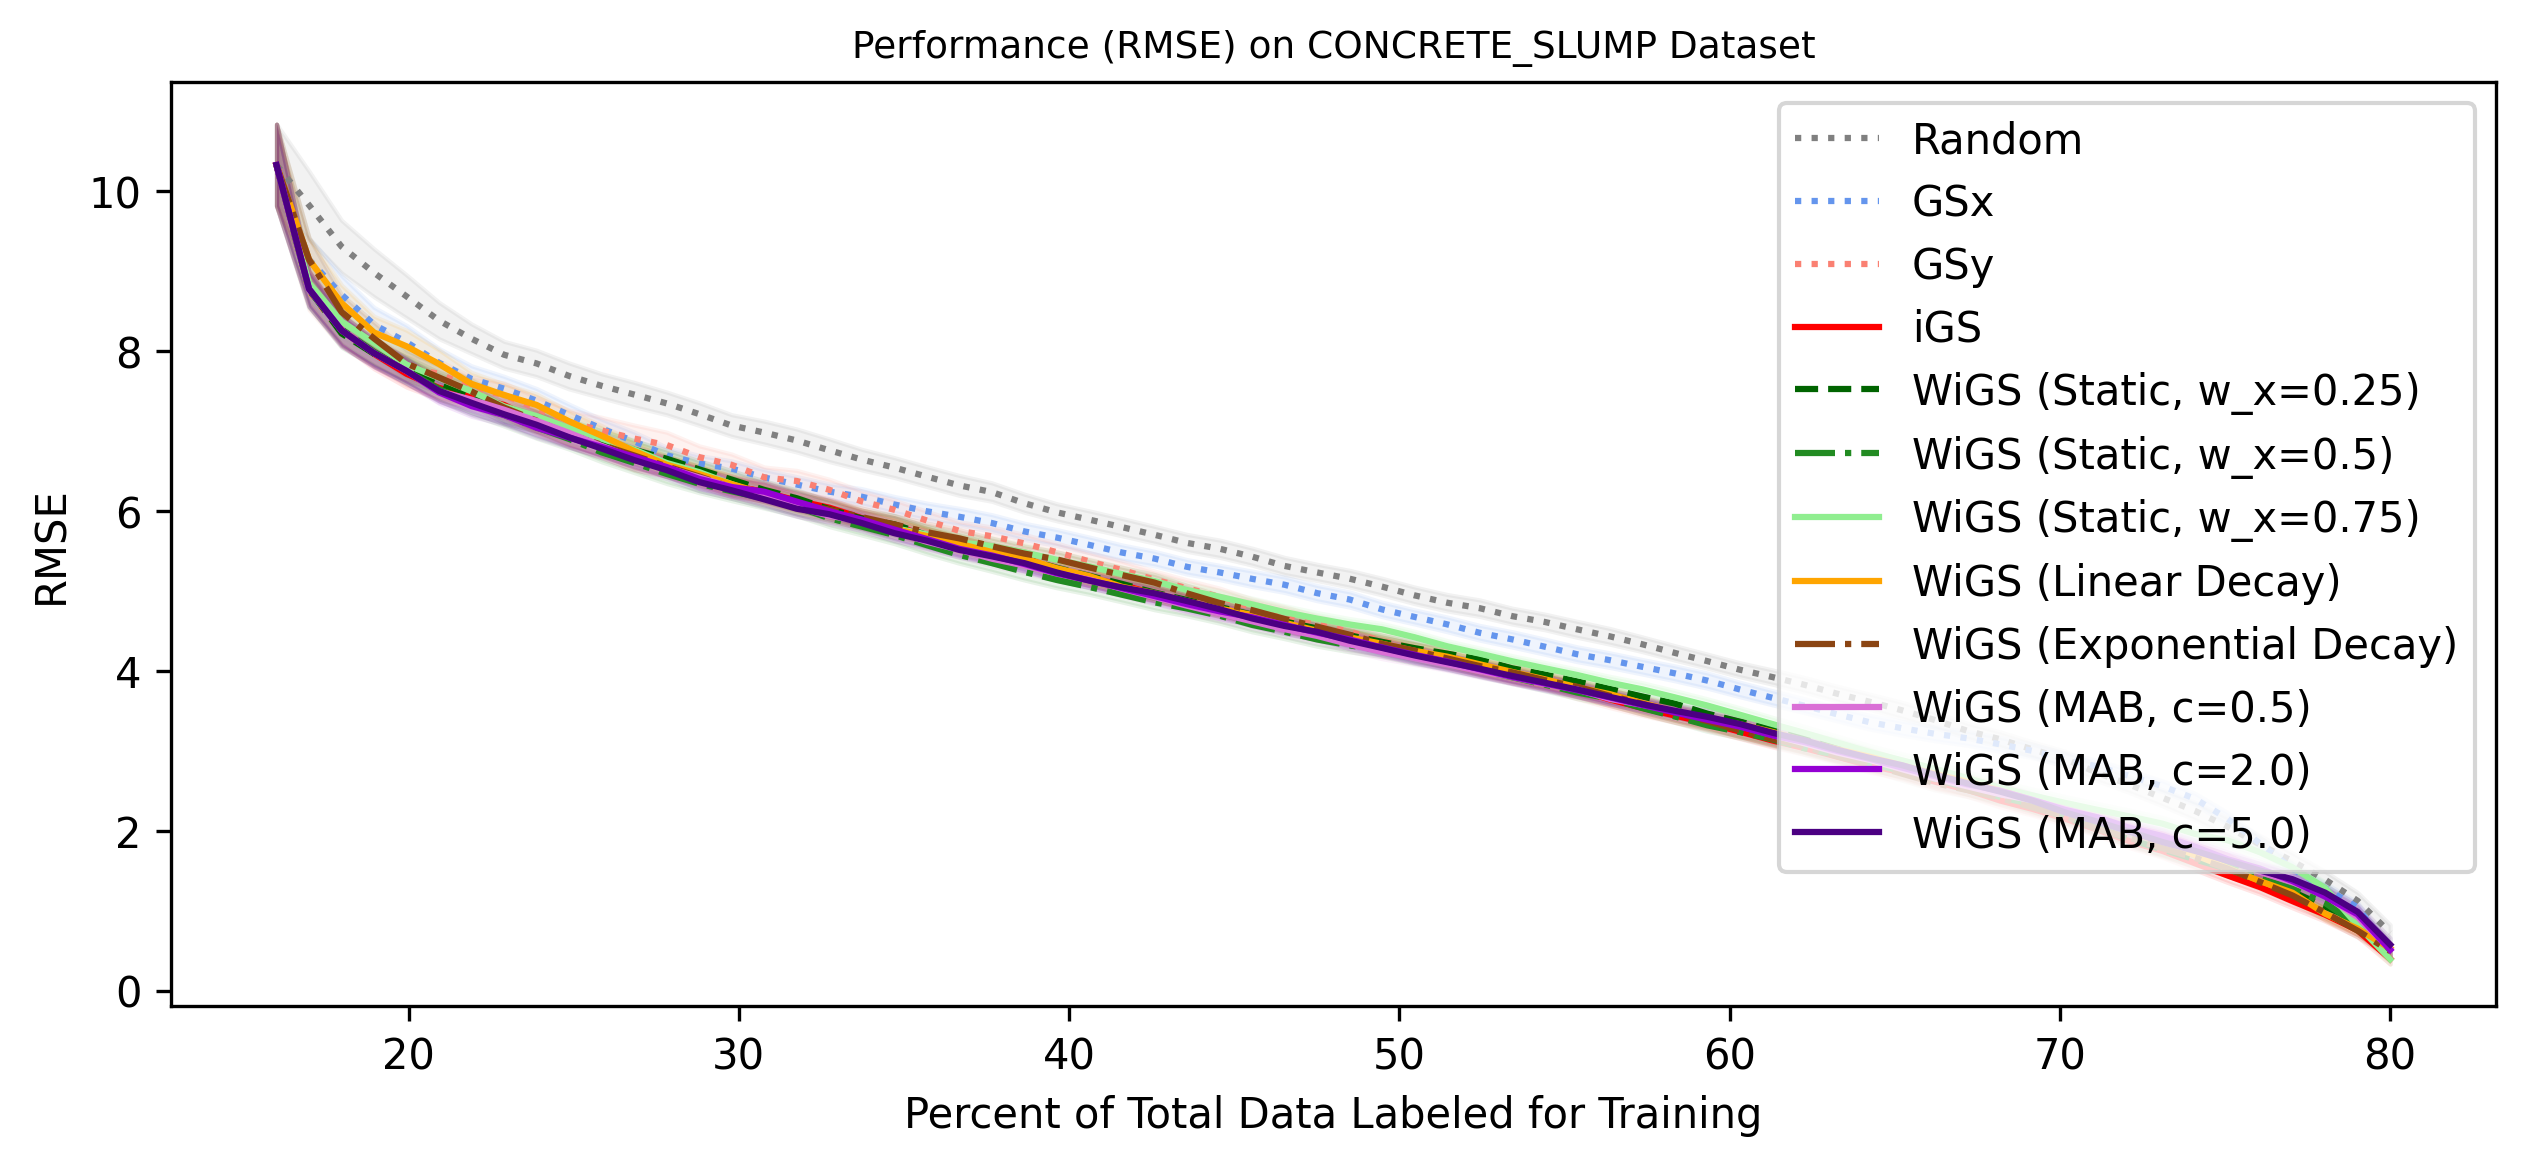 Performance (RMSE) on CONCRETE_SLUMP Dataset
RMSE
10
8
6
4
2
0
Random
GSx
GSy
iGS
WiGS (Static, w_x=0.25)
WiGS (Static, w_x=0.5)
WiGS (Static, w_x=0.75)
WiGS (Linear Decay)
WiGS (Exponential Decay)
WiGS (MAB, c=0.5)
WiGS (MAB, c=2.0)
WiGS (MAB, c=5.0)
20 30 40 50 60 70 80
Percent of Total Data Labeled for Training